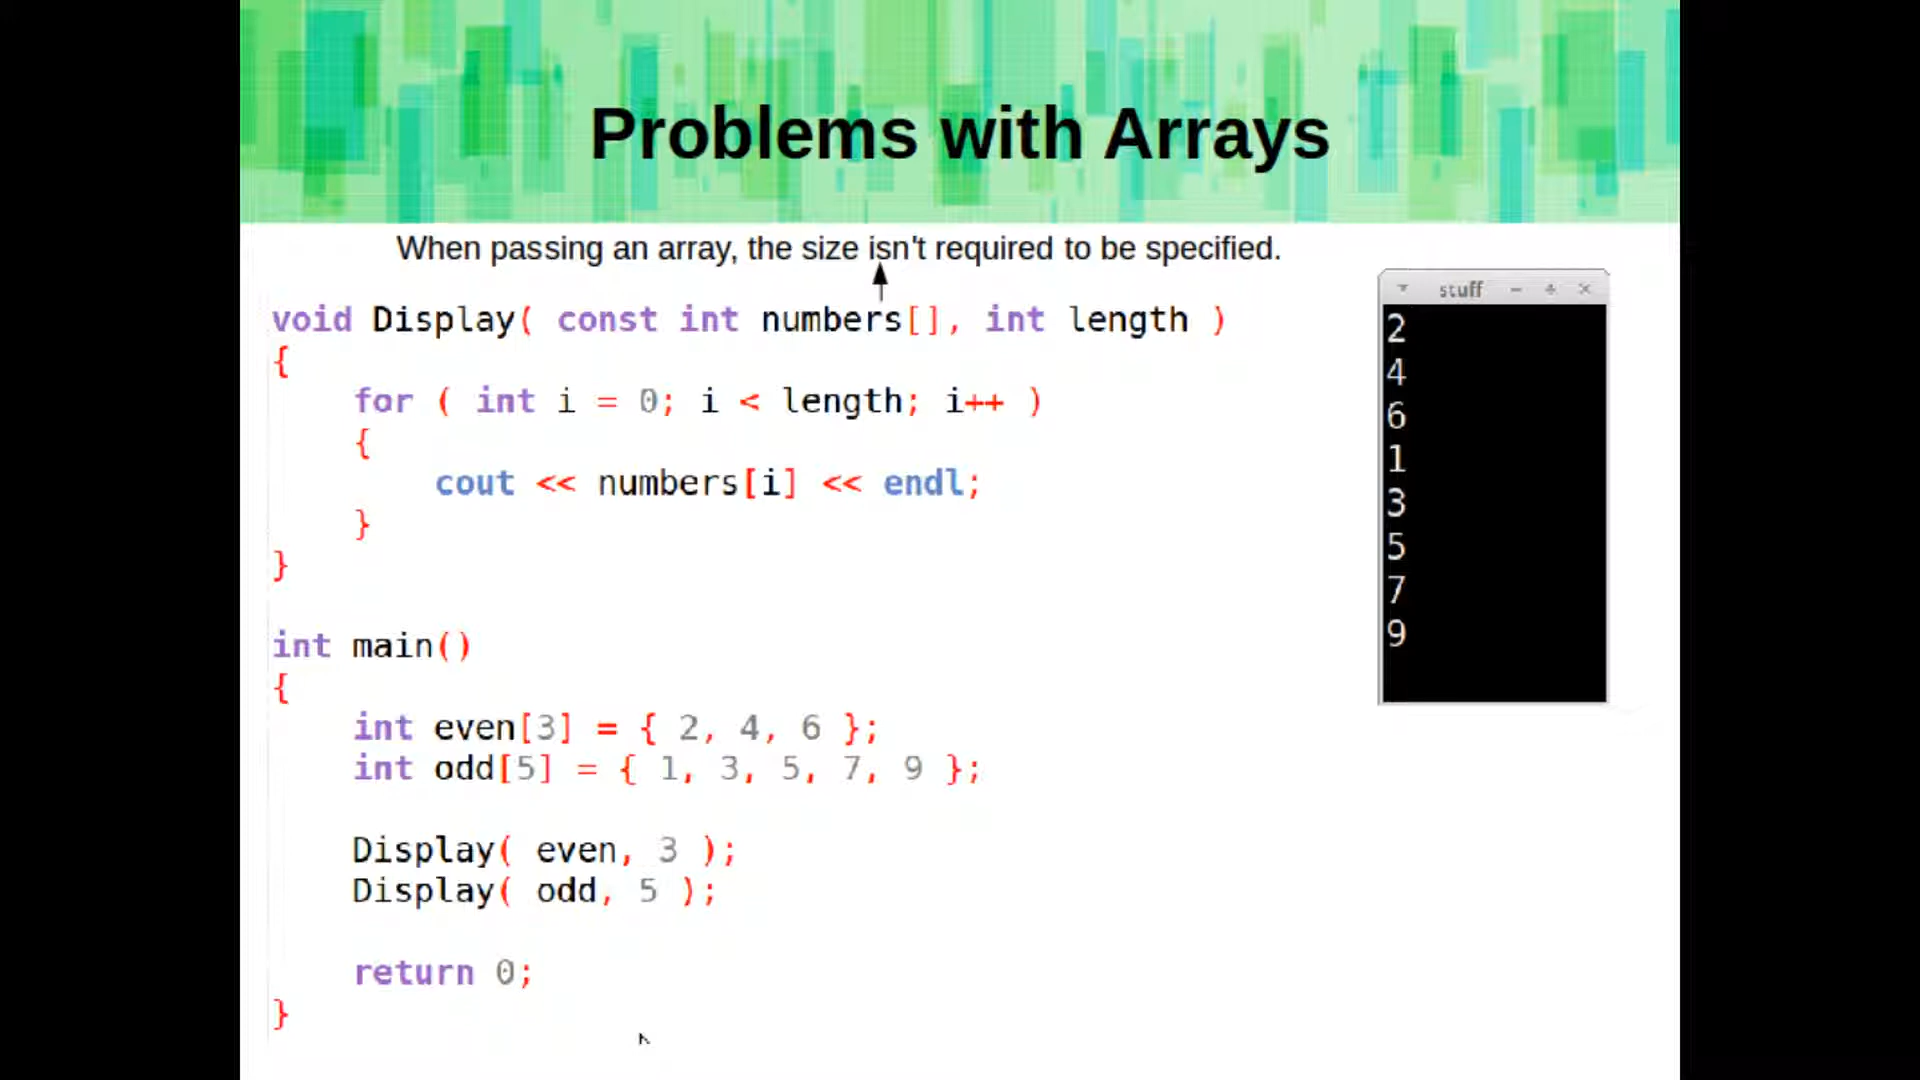 Problems with Arrays
When passing an array, the size isn't required to be specified.
void Display( const int numbers[], int length )
{
    for ( int i = 0; i < length; i++ )
    {
        cout << numbers[i] << endl;
    }
}
int main()
{
    int even[3] = { 2, 4, 6 };
    int odd[5] = { 1, 3, 5, 7, 9 };
    Display( even, 3 );
    Display( odd, 5 );
    return 0;
}
stuff
2
4
6
1
3
5
7
9